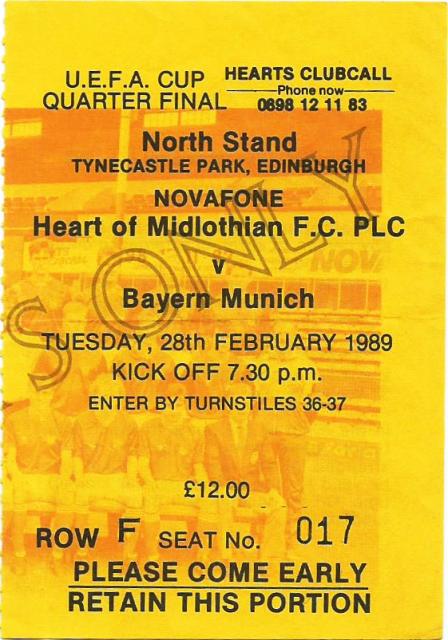 U.E.F.A. CUP
QUARTER FINAL
HEARTS CLUBCALL
Phone now
0898 12 11 83
North Stand
TYNECASTLE PARK, EDINBURGH
NOVAFONE
Heart of Midlothian F.C. PLC
v
Bayern Munich
TUESDAY, 28th FEBRUARY 1989
KICK OFF 7.30 p.m.
ENTER BY TURNSTILES 36-37
£12.00
ROW F SEAT No. 017
PLEASE COME EARLY
RETAIN THIS PORTION
S ONLY
NOVA